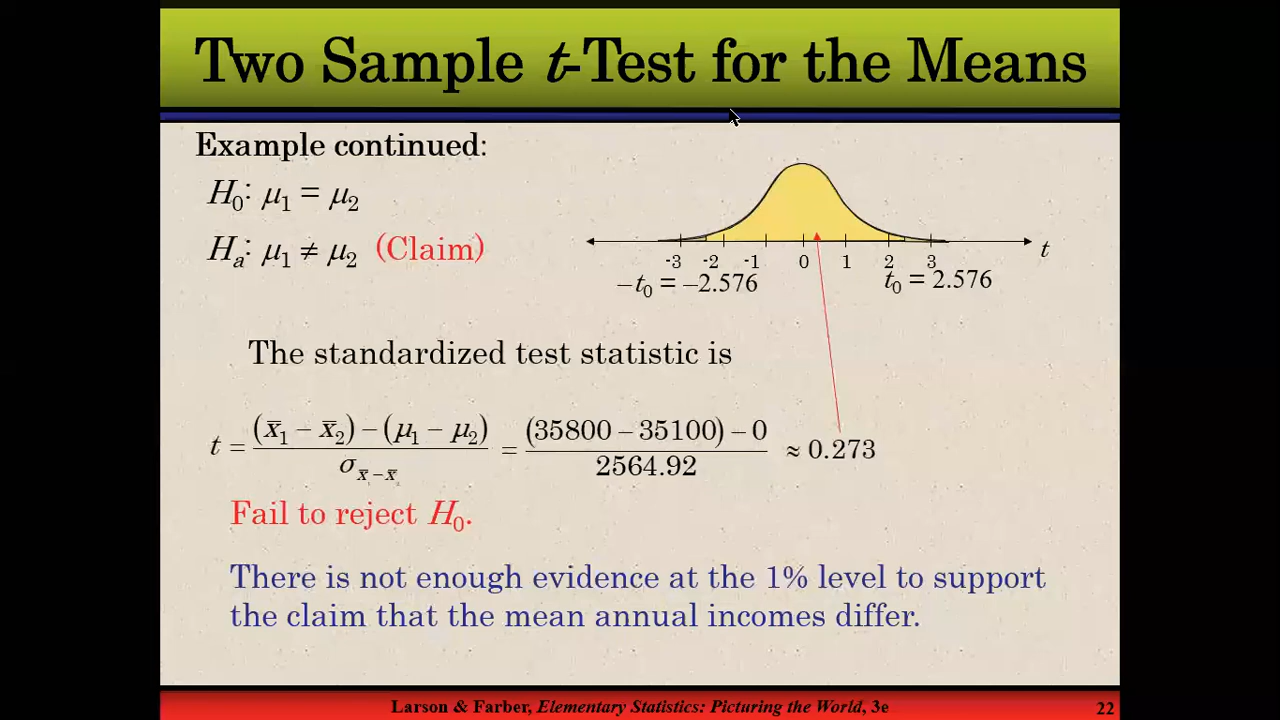 Two Sample t-Test for the Means
Example continued:
H0: μ1 = μ2
Ha: μ1 ≠ μ2 (Claim)
-3 -2 -1 0 1 2 3 t
–t0 = –2.576 t0 = 2.576
The standardized test statistic is
t = (x̄1 − x̄2) − (μ1 − μ2) / σx̄−x̄ = (35800 − 35100) − 0 / 2564.92 ≈ 0.273
Fail to reject H0.
There is not enough evidence at the 1% level to support
the claim that the mean annual incomes differ.
Larson & Farber, Elementary Statistics: Picturing the World, 3e 22